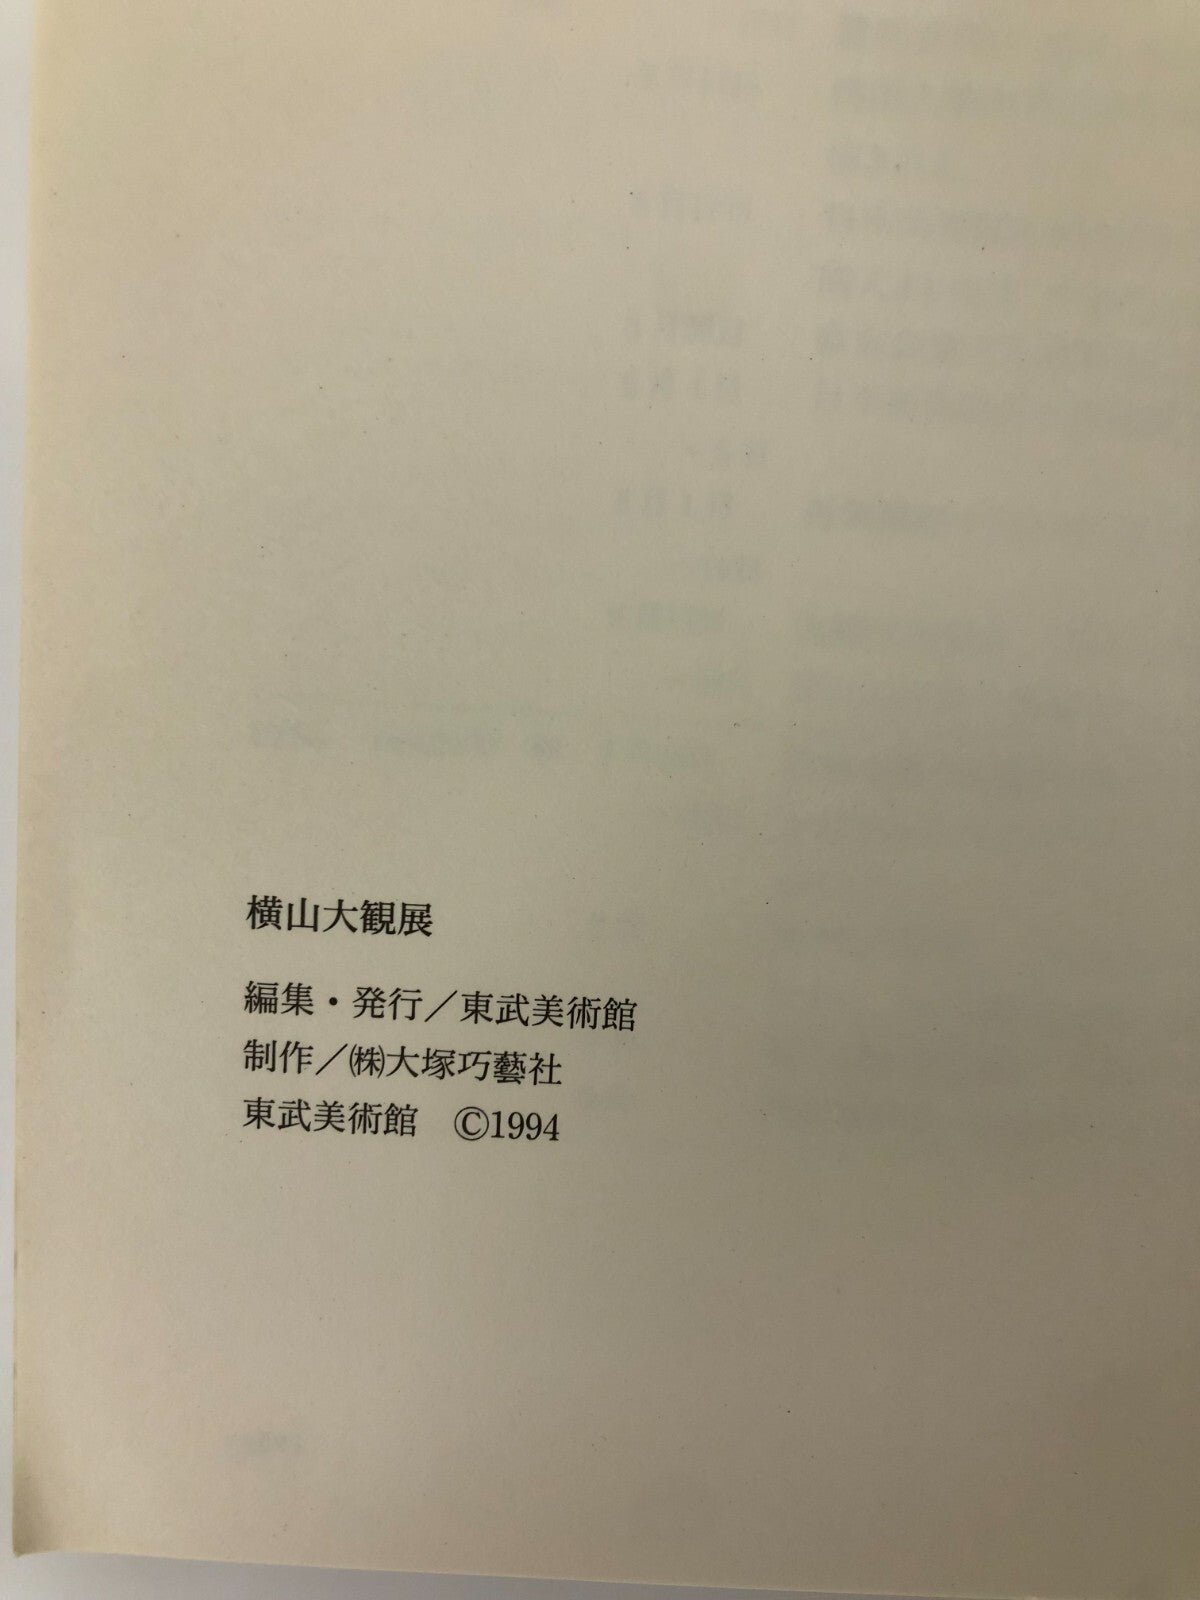 横山大観展
編集・発行／東武美術館
制作／㈱大塚巧藝社
東武美術館　©1994